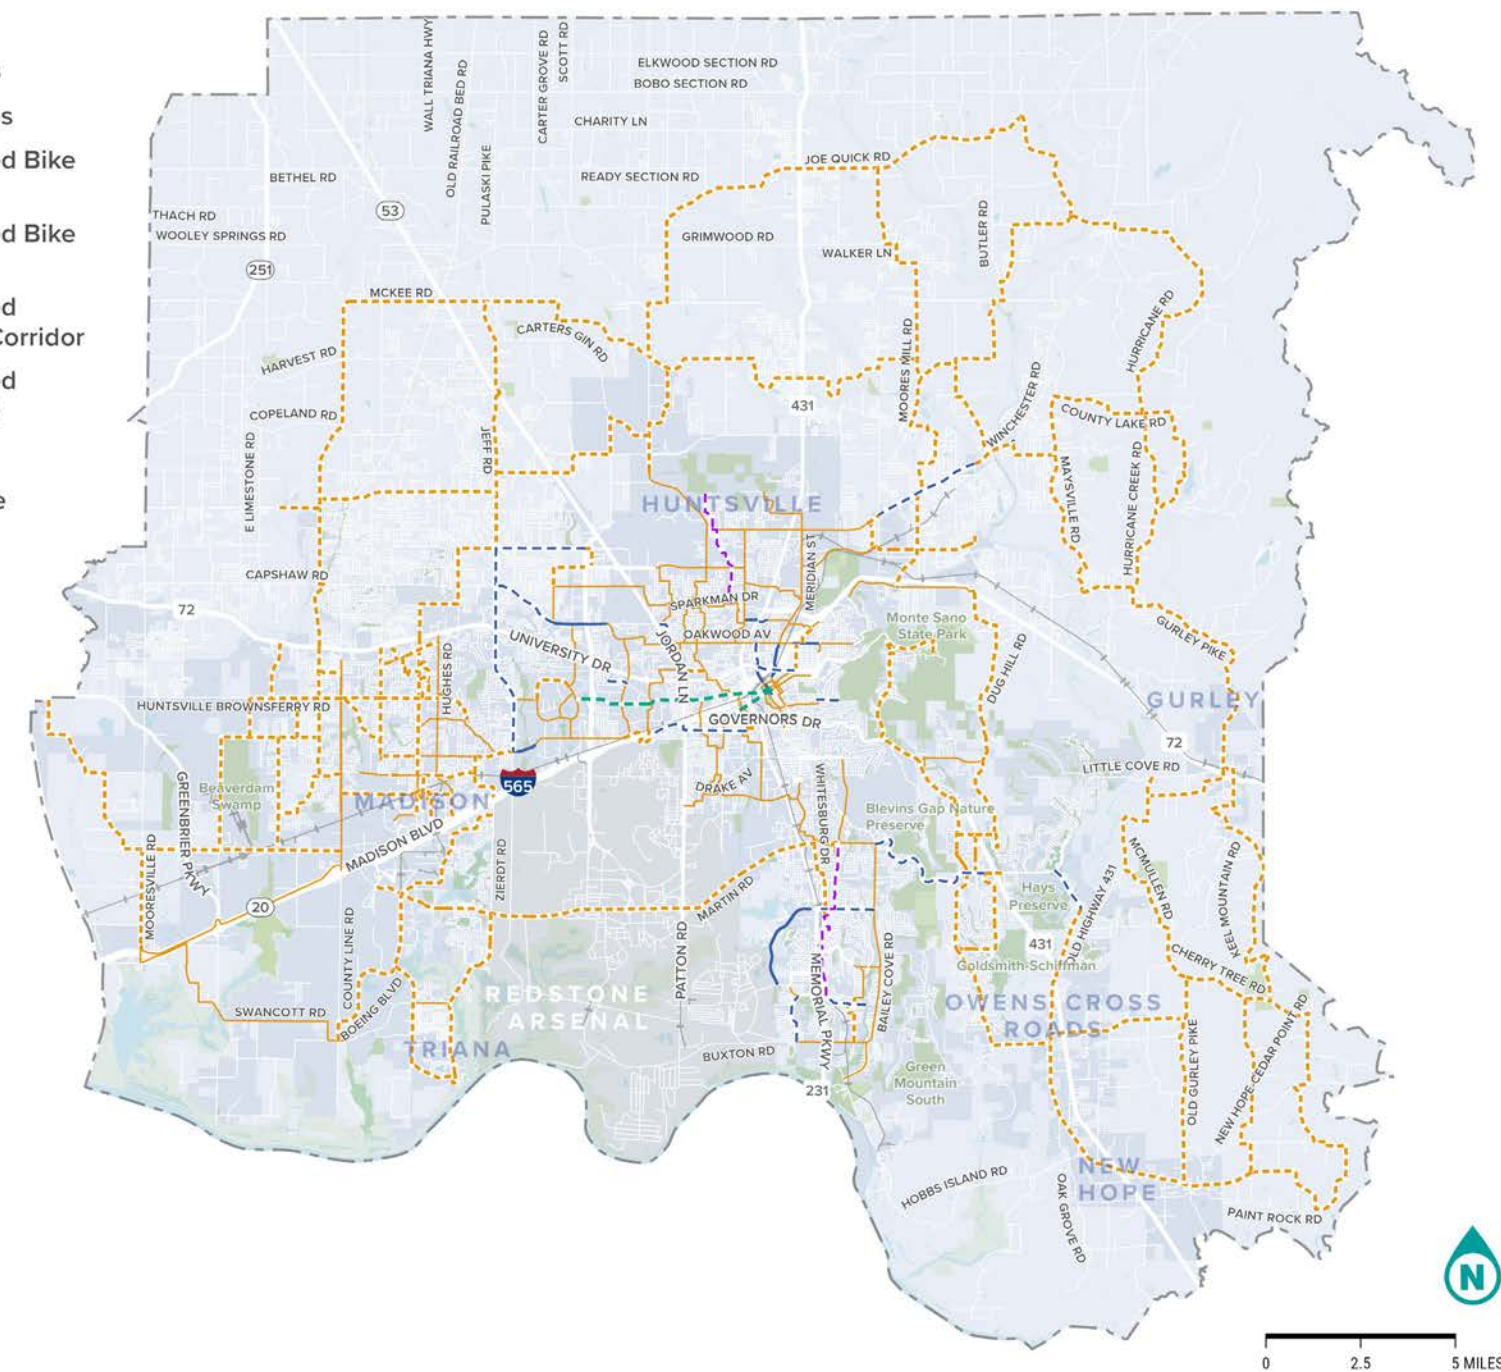 s
d Bike
d Bike
d
Corridor
d
e
WALL TRIANA HWY
OLD RAILROAD BED RD
PULASKI PIKE
CARTER GROVE RD
SCOTT RD
ELKWOOD SECTION RD
BOBO SECTION RD
CHARITY LN
JOE QUICK RD
BETHEL RD
READY SECTION RD
53
THACH RD
WOOLEY SPRINGS RD
GRIMWOOD RD
WALKER LN
BUTLER RD
251
MCKEE RD
HURRICANE RD
CARTERS GIN RD
HARVEST RD
MOORES MILL RD
WINCHESTER RD
431
COPELAND RD
COUNTY LAKE RD
JEFF RD
E LIMESTONE RD
MAYSVILLE RD
HURRICANE CREEK RD
HUNTSVILLE
MERIDIAN ST
CAPSHAW RD
72
SPARKMAN DR
Monte Sano
State Park
GURLEY PIKE
OAKWOOD AV
UNIVERSITY DR
JORDAN LN
HUGHES RD
DUG HILL RD
GURLEY
HUNTSVILLE BROWNSFERRY RD
GOVERNORS DR
72
LITTLE COVE RD
GREENBRIER PKWY
Beaverdam
Swamp
565
MADISON
DRAKE AV
WHITESBURG DR
Blevins Gap Nature
Preserve
MADISON BLVD
MOORESVILLE RD
ZIERDT RD
MCMULLEN RD
KEEL MOUNTAIN RD
MARTIN RD
Hays
Preserve
OLD HIGHWAY 431
20
COUNTY LINE RD
PATTON RD
BAILEY COVE RD
431
CHERRY TREE RD
Goldsmith-Schiffman
MEMORIAL PKWY
BOEING BLVD
REDSTONE
ARSENAL
OWENS CROSS
ROADS
SWANCOTT RD
TRIANA
BUXTON RD
OLD GURLEY PIKE
NEW HOPE-CEDAR POINT RD
Green
Mountain
South
231
NEW
HOPE
HOBBS ISLAND RD
OAK GROVE RD
PAINT ROCK RD
N
0 2.5 5 MILES